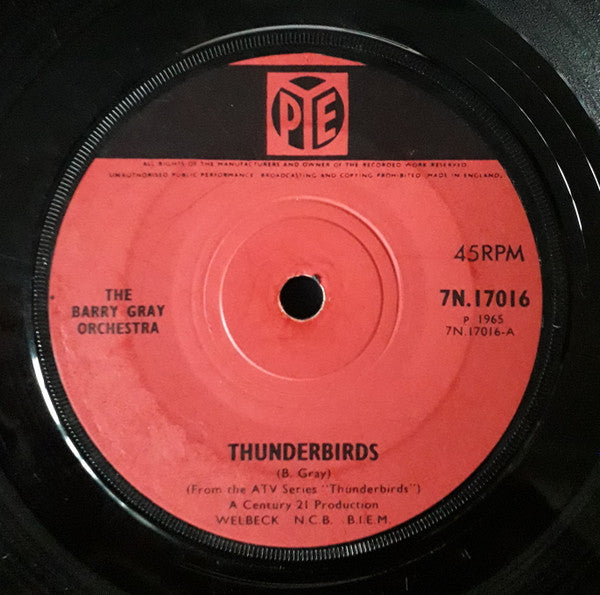 PYE
ALL RIGHTS OF THE MANUFACTURERS AND OWNER OF THE RECORDED WORK RESERVED
UNAUTHORISED PUBLIC PERFORMANCE BROADCASTING AND COPYING PROHIBITED. MADE IN ENGLAND.
45RPM
THE
BARRY GRAY
ORCHESTRA
7N.17016
P 1965
7N.17016-A
THUNDERBIRDS
(B. Gray)
(From the ATV Series "Thunderbirds")
A Century 21 Production
WELBECK N.C.B. B.I.E.M.